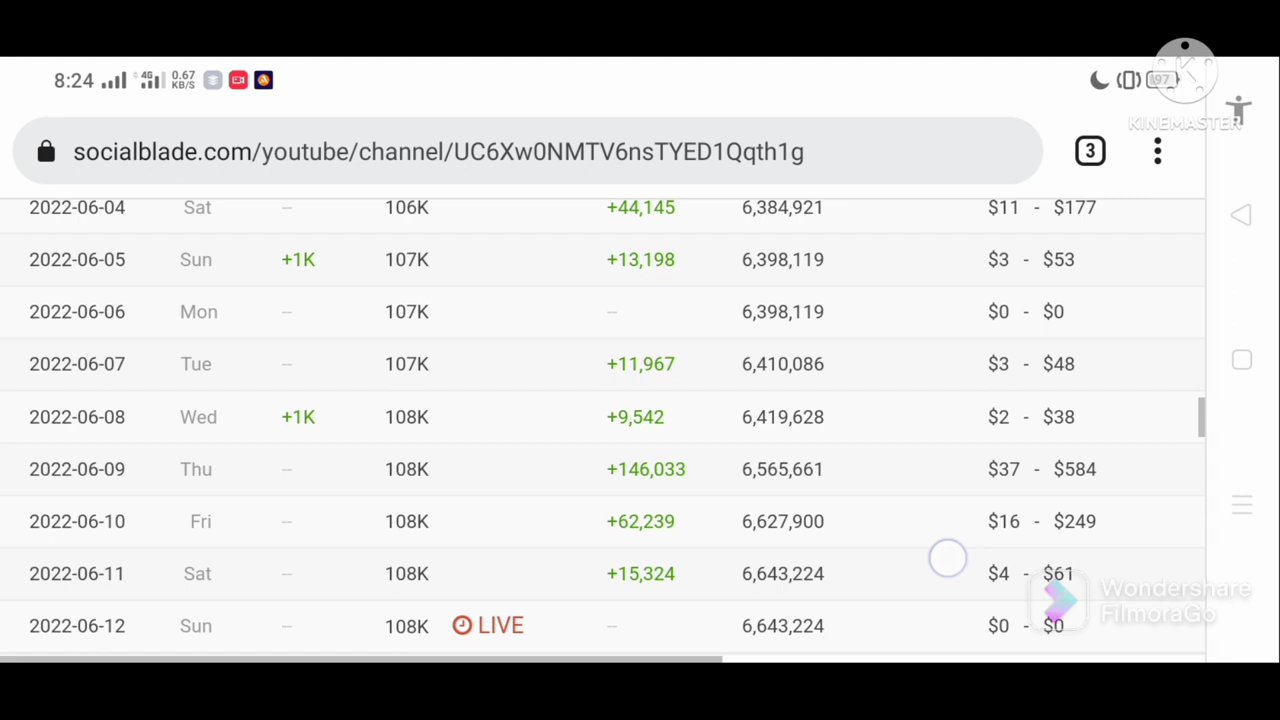 8:24 4G 0.67 KB/S 97
KINEMASTER
socialblade.com/youtube/channel/UC6Xw0NMTV6nsTYED1Qqth1g 3
2022-06-04 Sat -- 106K +44,145 6,384,921 $11 - $177
2022-06-05 Sun +1K 107K +13,198 6,398,119 $3 - $53
2022-06-06 Mon -- 107K -- 6,398,119 $0 - $0
2022-06-07 Tue -- 107K +11,967 6,410,086 $3 - $48
2022-06-08 Wed +1K 108K +9,542 6,419,628 $2 - $38
2022-06-09 Thu -- 108K +146,033 6,565,661 $37 - $584
2022-06-10 Fri -- 108K +62,239 6,627,900 $16 - $249
2022-06-11 Sat -- 108K +15,324 6,643,224 $4 - $61
Wondershare
FilmoraGo
2022-06-12 Sun -- 108K LIVE -- 6,643,224 $0 - $0